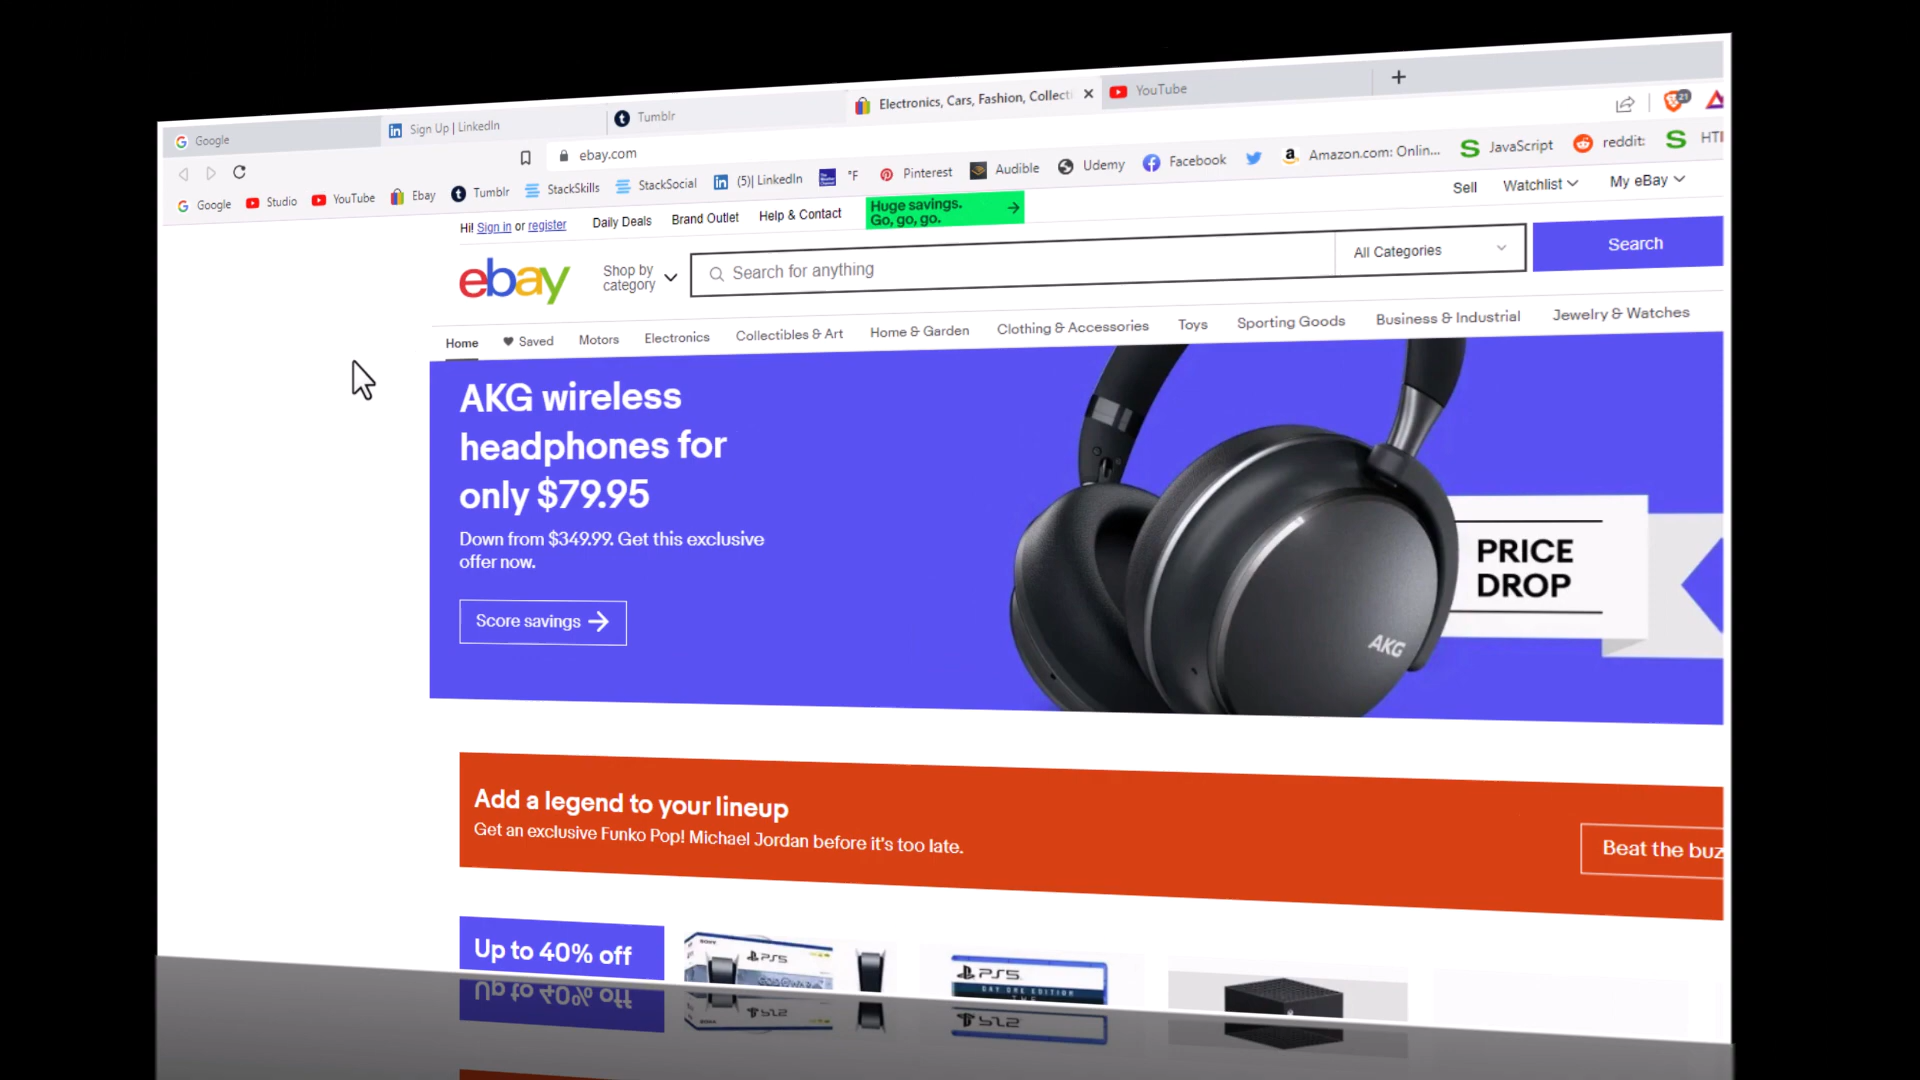 Google
Sign Up | LinkedIn
Tumblr
Electronics, Cars, Fashion, Collecti
YouTube
ebay.com
21
Google
Studio
YouTube
Ebay
Tumblr
StackSkills
StackSocial
(5)| LinkedIn
°F
Pinterest
Audible
Udemy
Facebook
Amazon.com: Onlin...
JavaScript
reddit:
Hi! Sign in or register
Daily Deals
Brand Outlet
Help & Contact
Huge savings.
Go, go, go.
Sell
Watchlist
My eBay
ebay
Shop by
category
Search for anything
All Categories
Search
Home
Saved
Motors
Electronics
Collectibles & Art
Home & Garden
Clothing & Accessories
Toys
Sporting Goods
Business & Industrial
Jewelry & Watches
AKG wireless
headphones for
only $79.95
Down from $349.99. Get this exclusive
offer now.
Score savings
AKG
PRICE
DROP
Add a legend to your lineup
Get an exclusive Funko Pop! Michael Jordan before it's too late.
Beat the buz
Up to 40% off
SONY
PS5
PS5
DAY ONE EDITION
THE